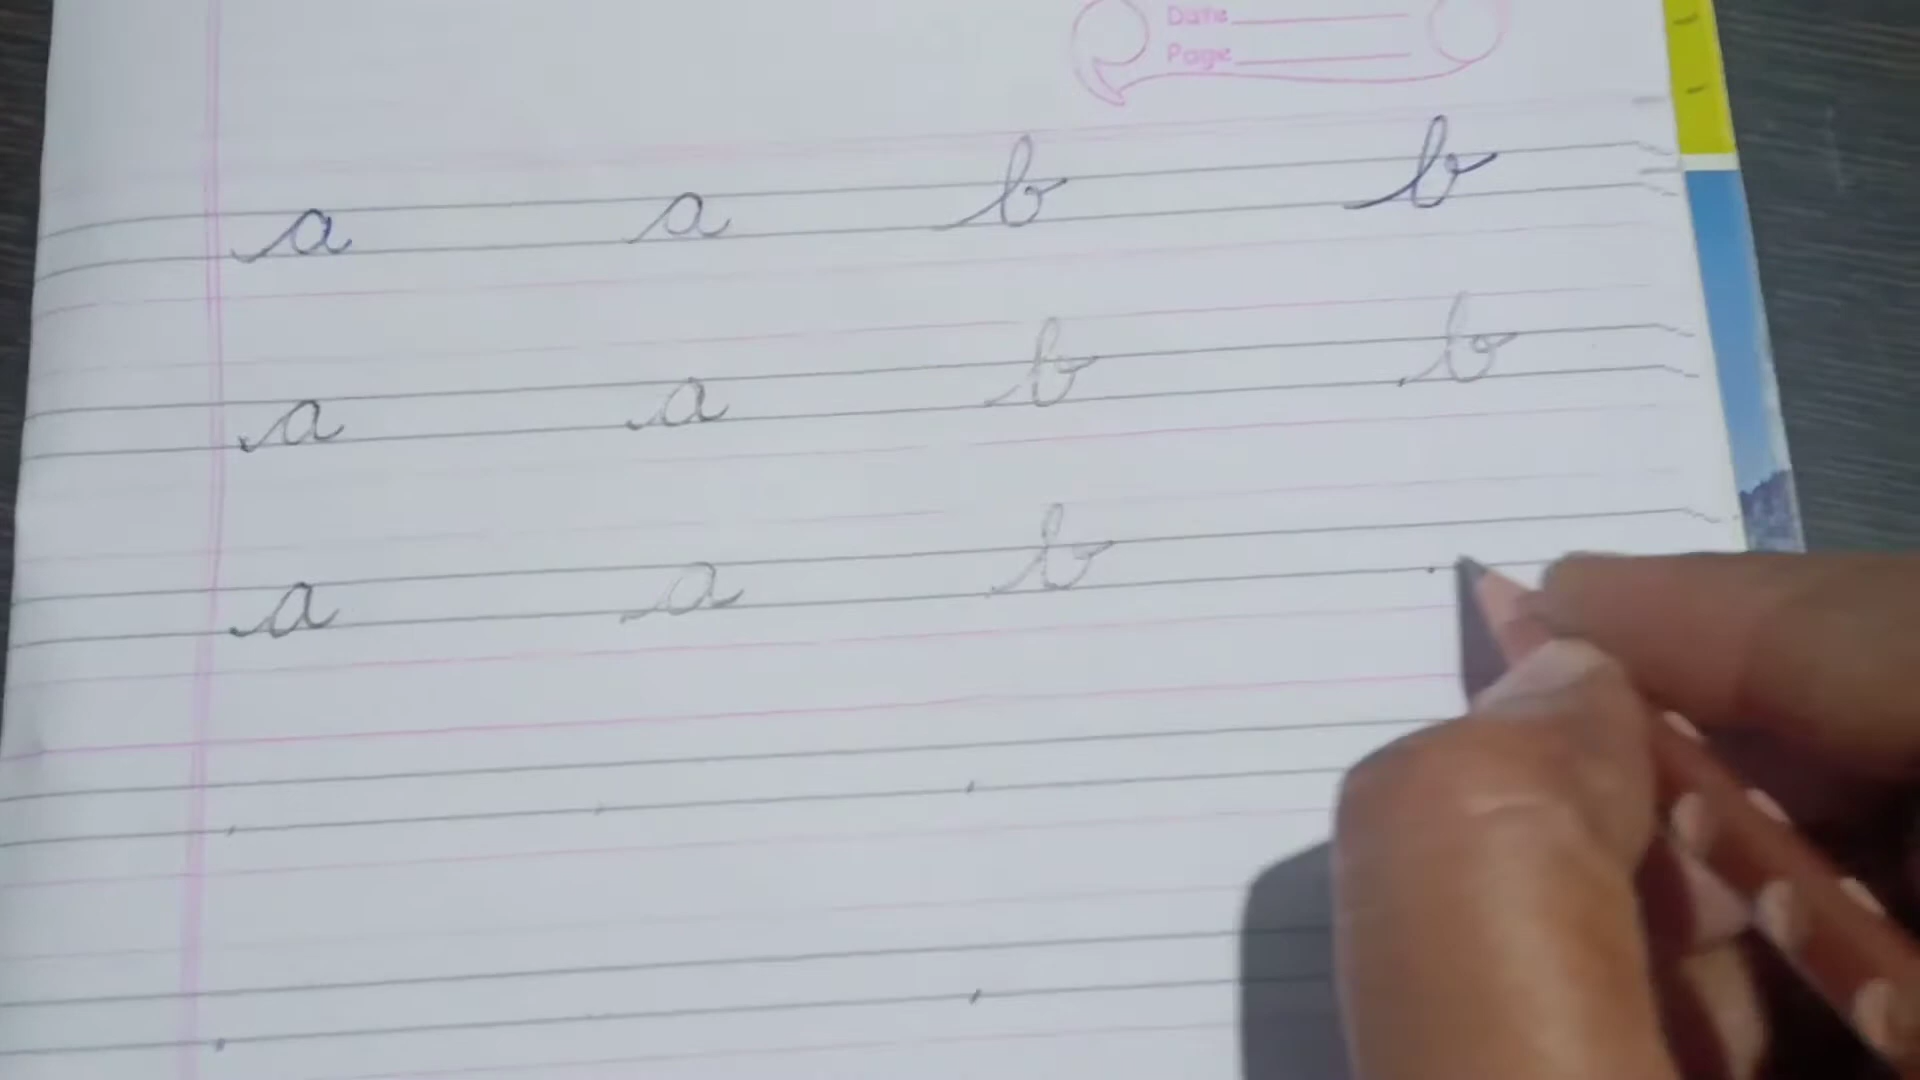 Date
Page
a a b b
a a b b
a a b